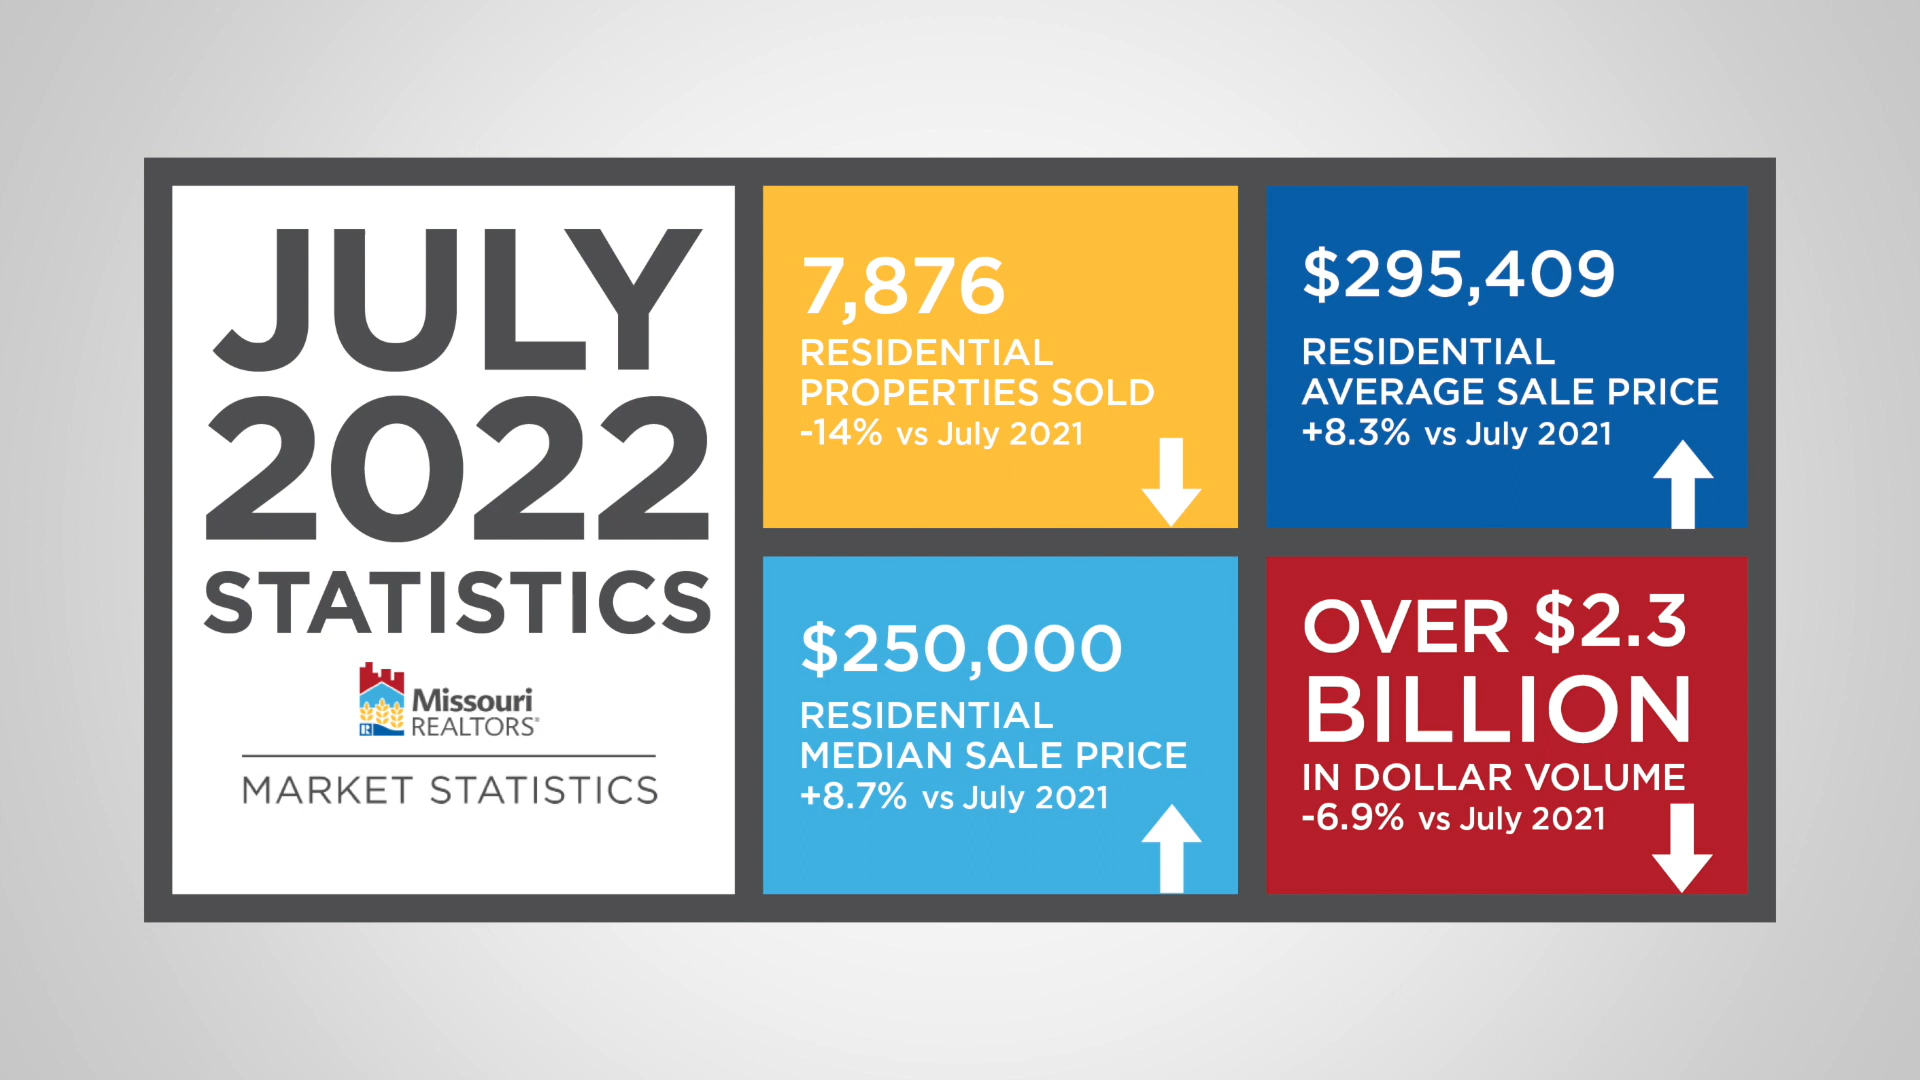 JULY
2022
STATISTICS
Missouri
REALTORS®
MARKET STATISTICS
7,876
RESIDENTIAL
PROPERTIES SOLD
-14% vs July 2021
$295,409
RESIDENTIAL
AVERAGE SALE PRICE
+8.3% vs July 2021
$250,000
RESIDENTIAL
MEDIAN SALE PRICE
+8.7% vs July 2021
OVER $2.3
BILLION
IN DOLLAR VOLUME
-6.9% vs July 2021